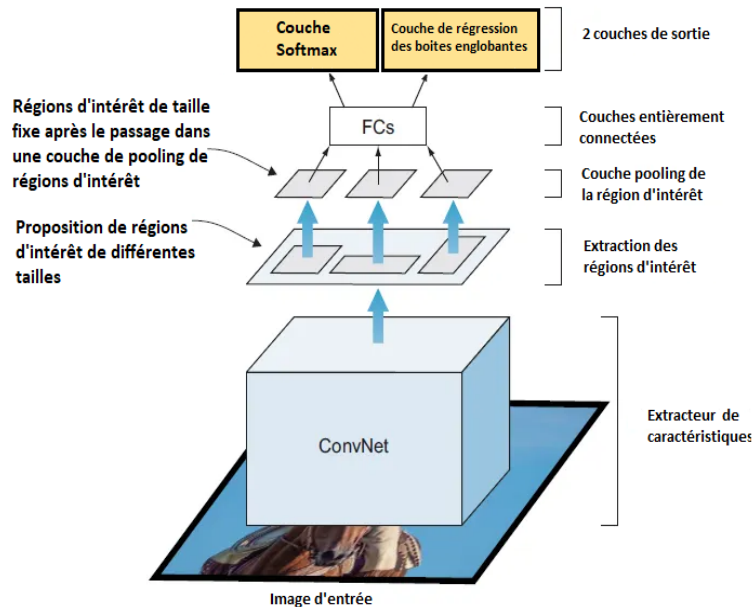 Couche
Softmax
Couche de régression
des boites englobantes
2 couches de sortie
Régions d'intérêt de taille
fixe après le passage dans
une couche de pooling de
régions d'intérêt
FCs
Couches entièrement
connectées
Couche pooling de
la région d'intérêt
Proposition de régions
d'intérêt de différentes
tailles
Extraction des
régions d'intérêt
ConvNet
Extracteur de
caractéristiques
Image d'entrée